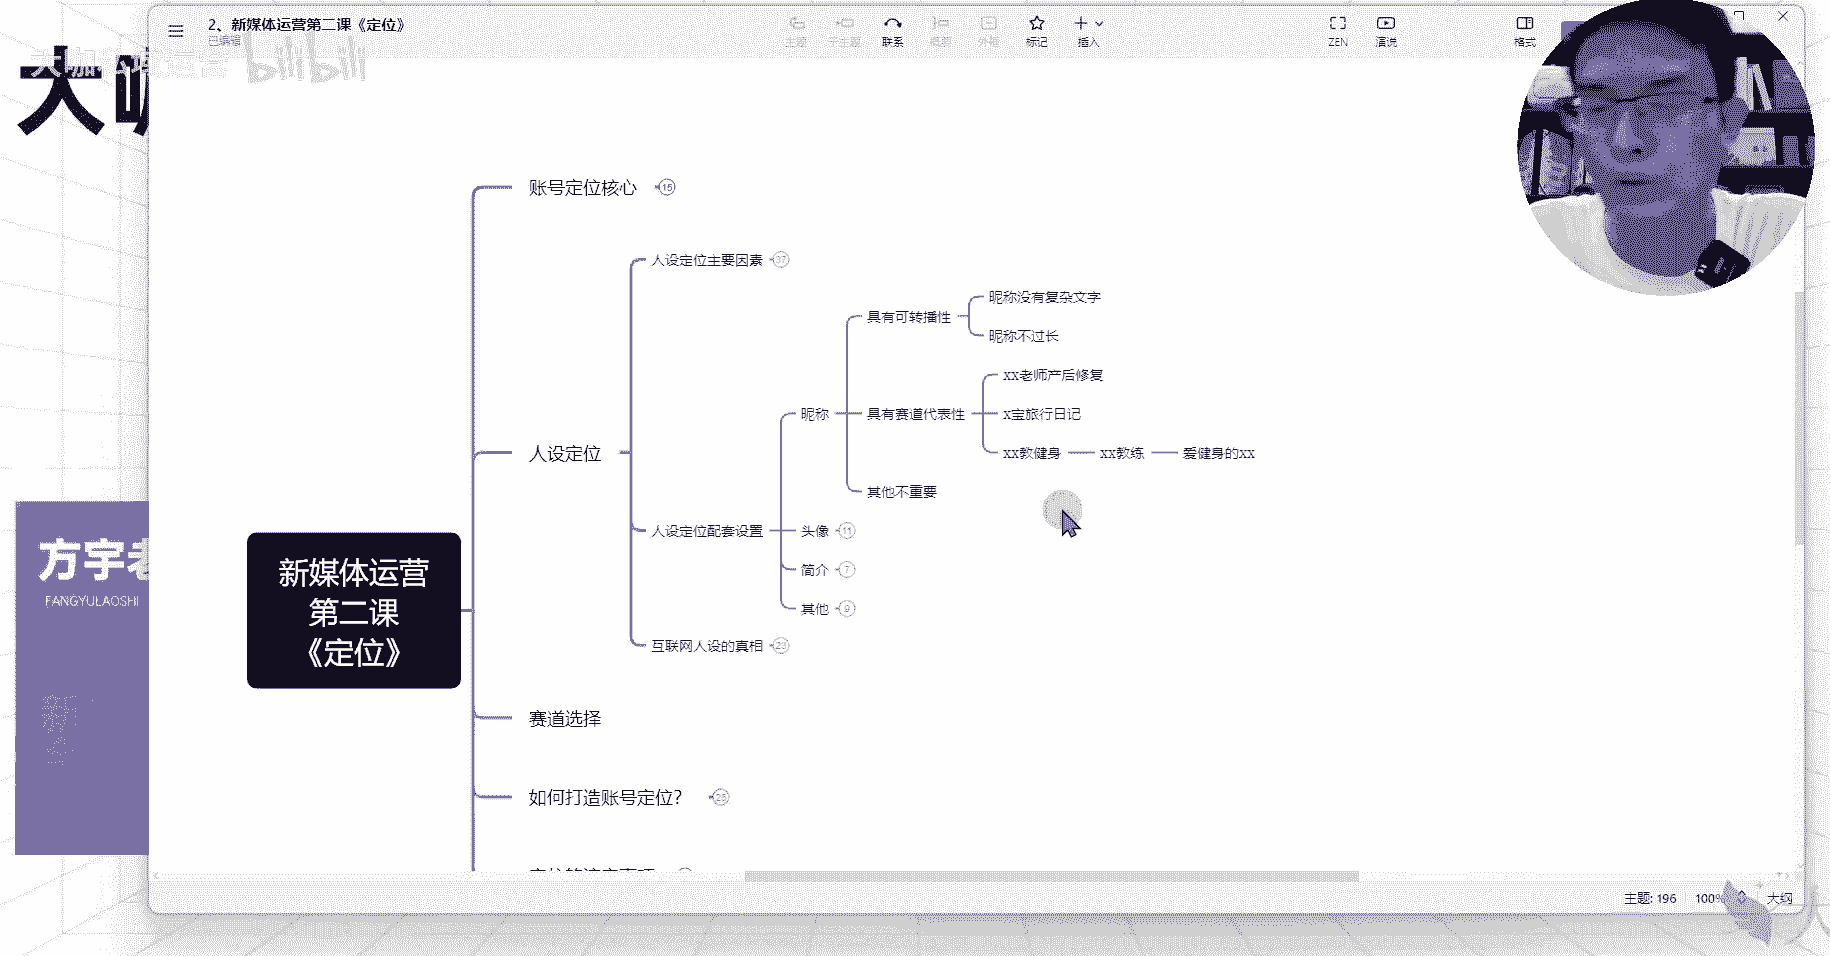 2、新媒体运营第二课《定位》
已编辑
主题
子主题
联系
概要
外框
标记
插入
ZEN
演说
格式
bilibili
大咖
账号定位核心
15
人设定位主要因素
37
昵称没有复杂文字
具有可转播性
昵称不过长
xx老师产后修复
昵称
具有赛道代表性
x宝旅行日记
人设定位
xx教健身
xx教练
爱健身的xx
其他不重要
人设定位配套设置
头像
11
简介
7
其他
9
互联网人设的真相
23
新媒体运营
第二课
《定位》
赛道选择
如何打造账号定位？
25
方宇老
FANGYULAOSHI
主题: 196
100%
大纲